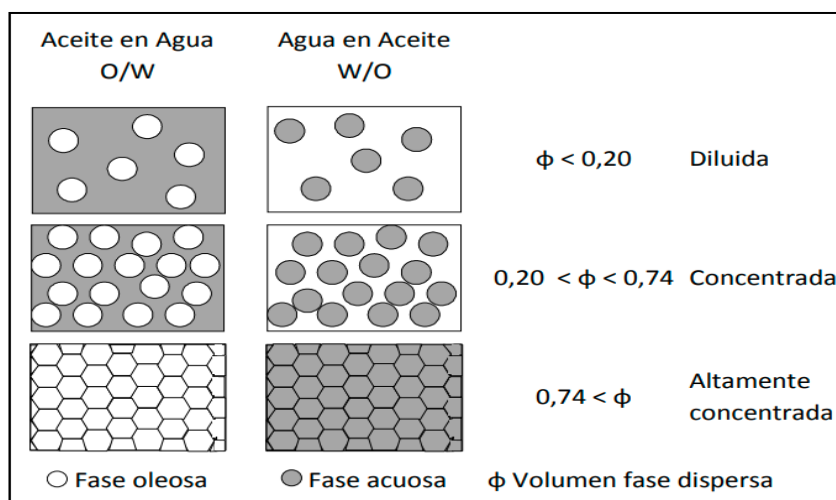 Aceite en Agua
O/W
Agua en Aceite
W/O
ϕ < 0,20 Diluida
0,20 < ϕ < 0,74 Concentrada
0,74 < ϕ Altamente
concentrada
Fase oleosa Fase acuosa ϕ Volumen fase dispersa